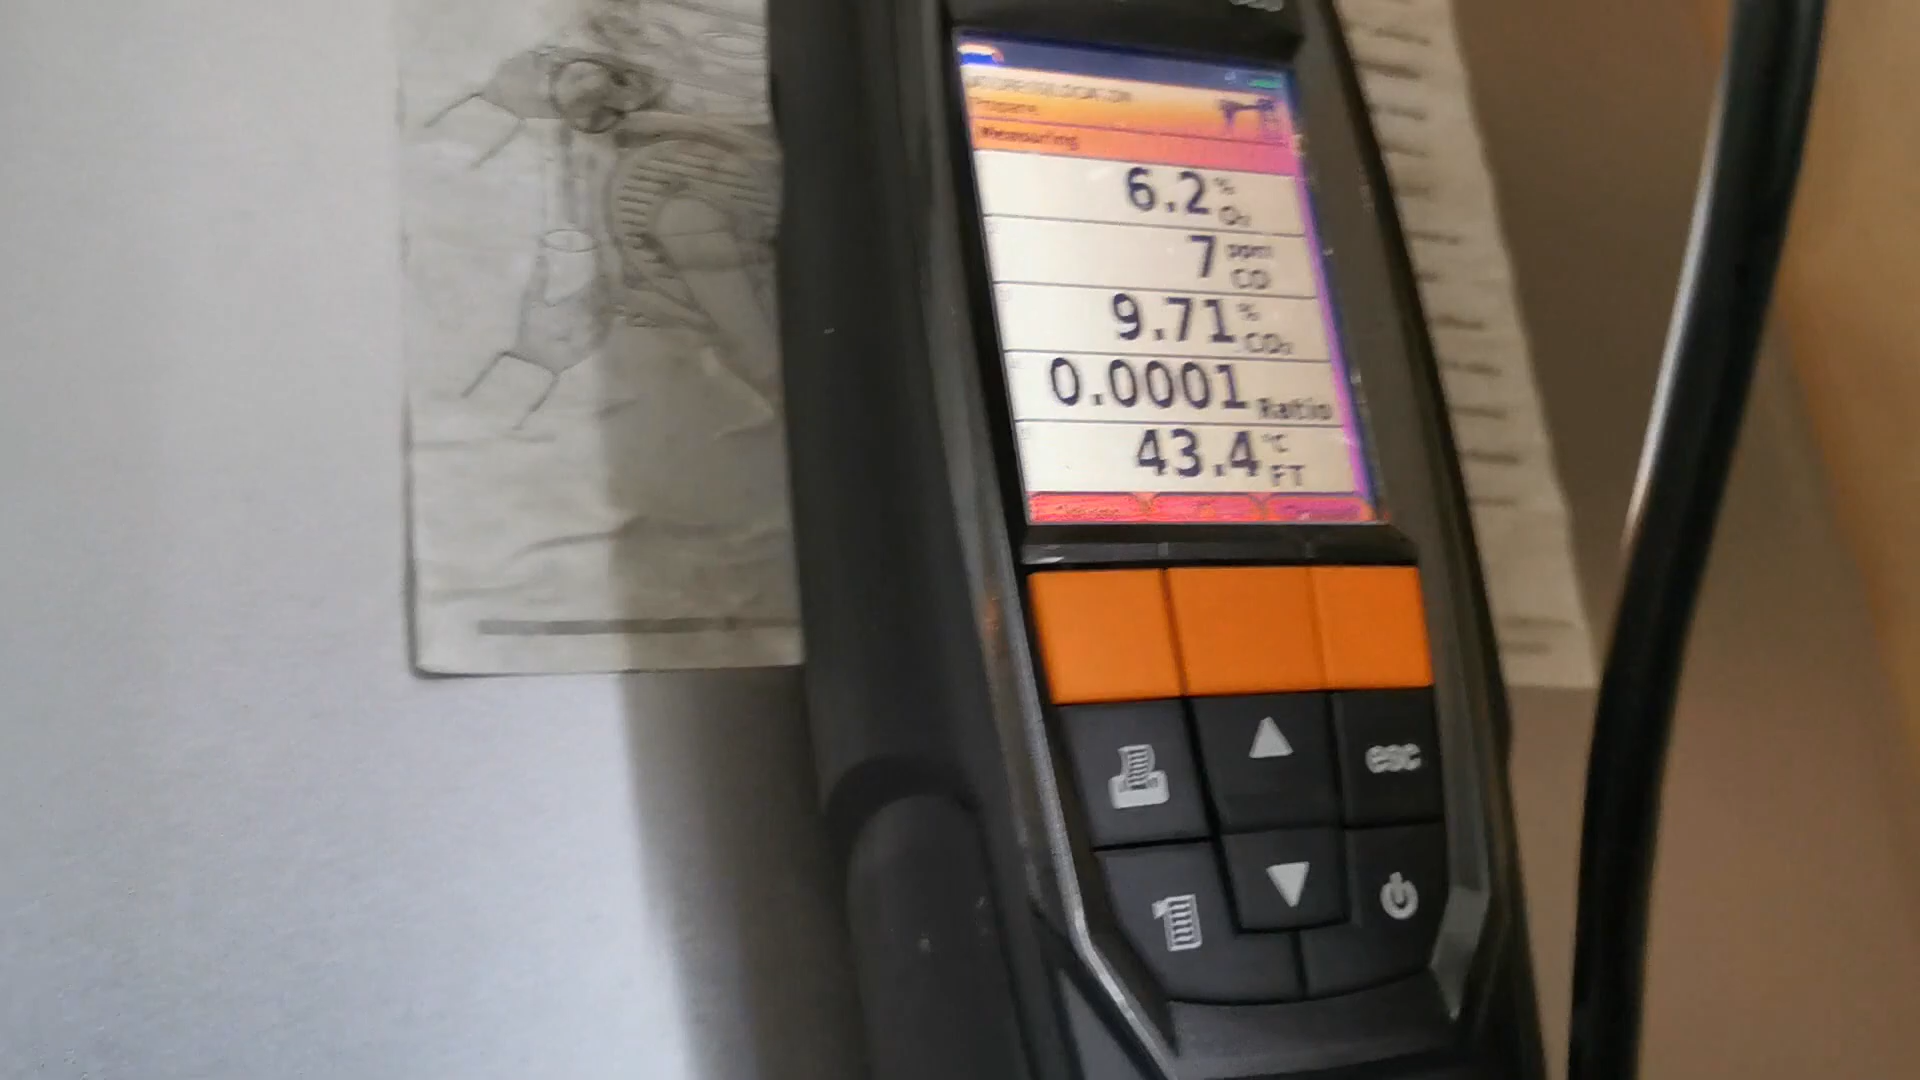 Propane
Measuring
6.2 % O₂
7 ppm CO
9.71 % CO₂
0.0001 Ratio
43.4 °C FT
esc